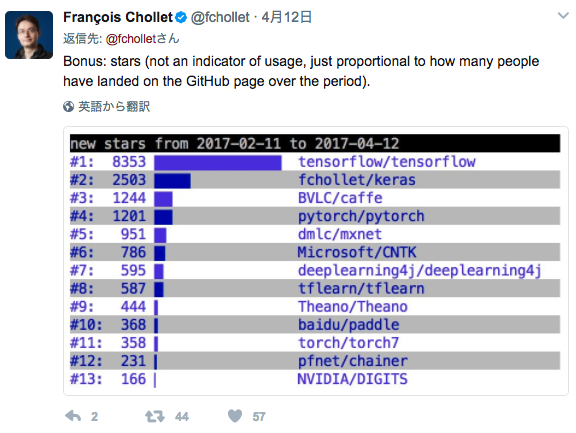 François Chollet @fchollet · 4月12日
返信先: @fcholletさん
Bonus: stars (not an indicator of usage, just proportional to how many people
have landed on the GitHub page over the period).
英語から翻訳
new stars from 2017-02-11 to 2017-04-12
#1: 8353 tensorflow/tensorflow
#2: 2503 fchollet/keras
#3: 1244 BVLC/caffe
#4: 1201 pytorch/pytorch
#5: 951 dmlc/mxnet
#6: 786 Microsoft/CNTK
#7: 595 deeplearning4j/deeplearning4j
#8: 587 tflearn/tflearn
#9: 444 Theano/Theano
#10: 368 baidu/paddle
#11: 358 torch/torch7
#12: 231 pfnet/chainer
#13: 166 NVIDIA/DIGITS
2 44 57